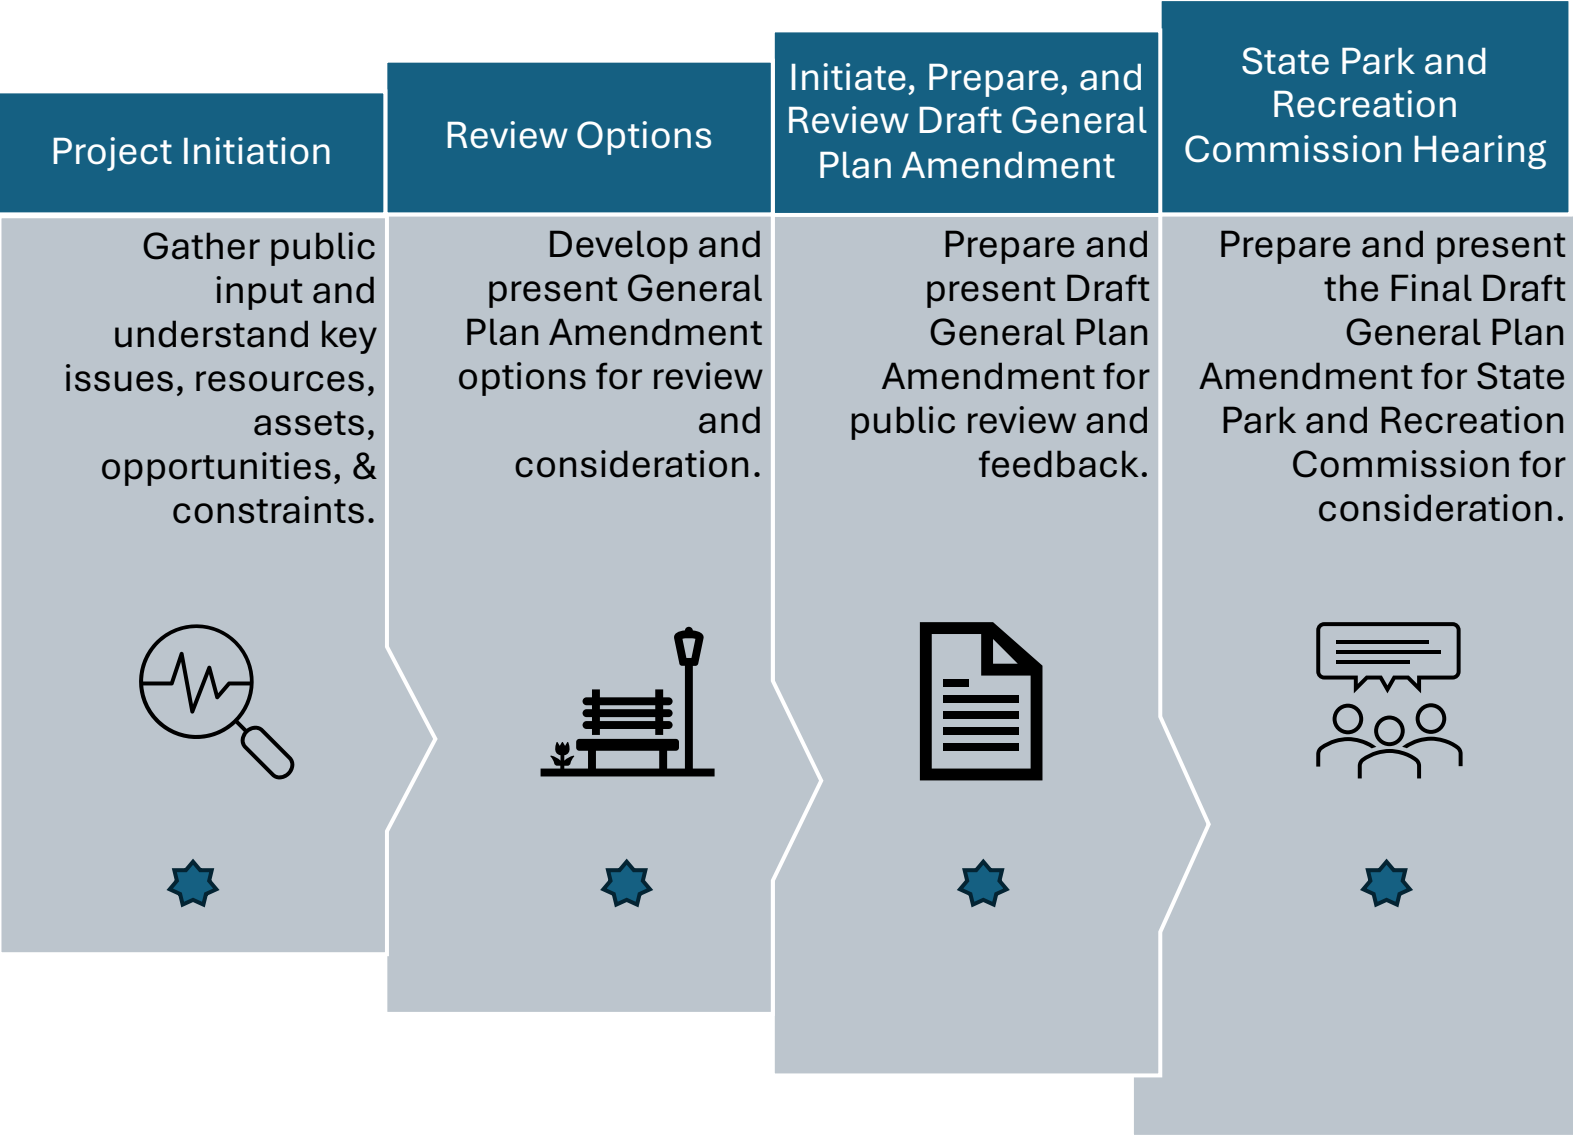 Project Initiation
Gather public
input and
understand key
issues, resources,
assets,
opportunities, &
constraints.
Review Options
Develop and
present General
Plan Amendment
options for review
and
consideration.
Initiate, Prepare, and
Review Draft General
Plan Amendment
Prepare and
present Draft
General Plan
Amendment for
public review and
feedback.
State Park and
Recreation
Commission Hearing
Prepare and present
the Final Draft
General Plan
Amendment for State
Park and Recreation
Commission for
consideration.